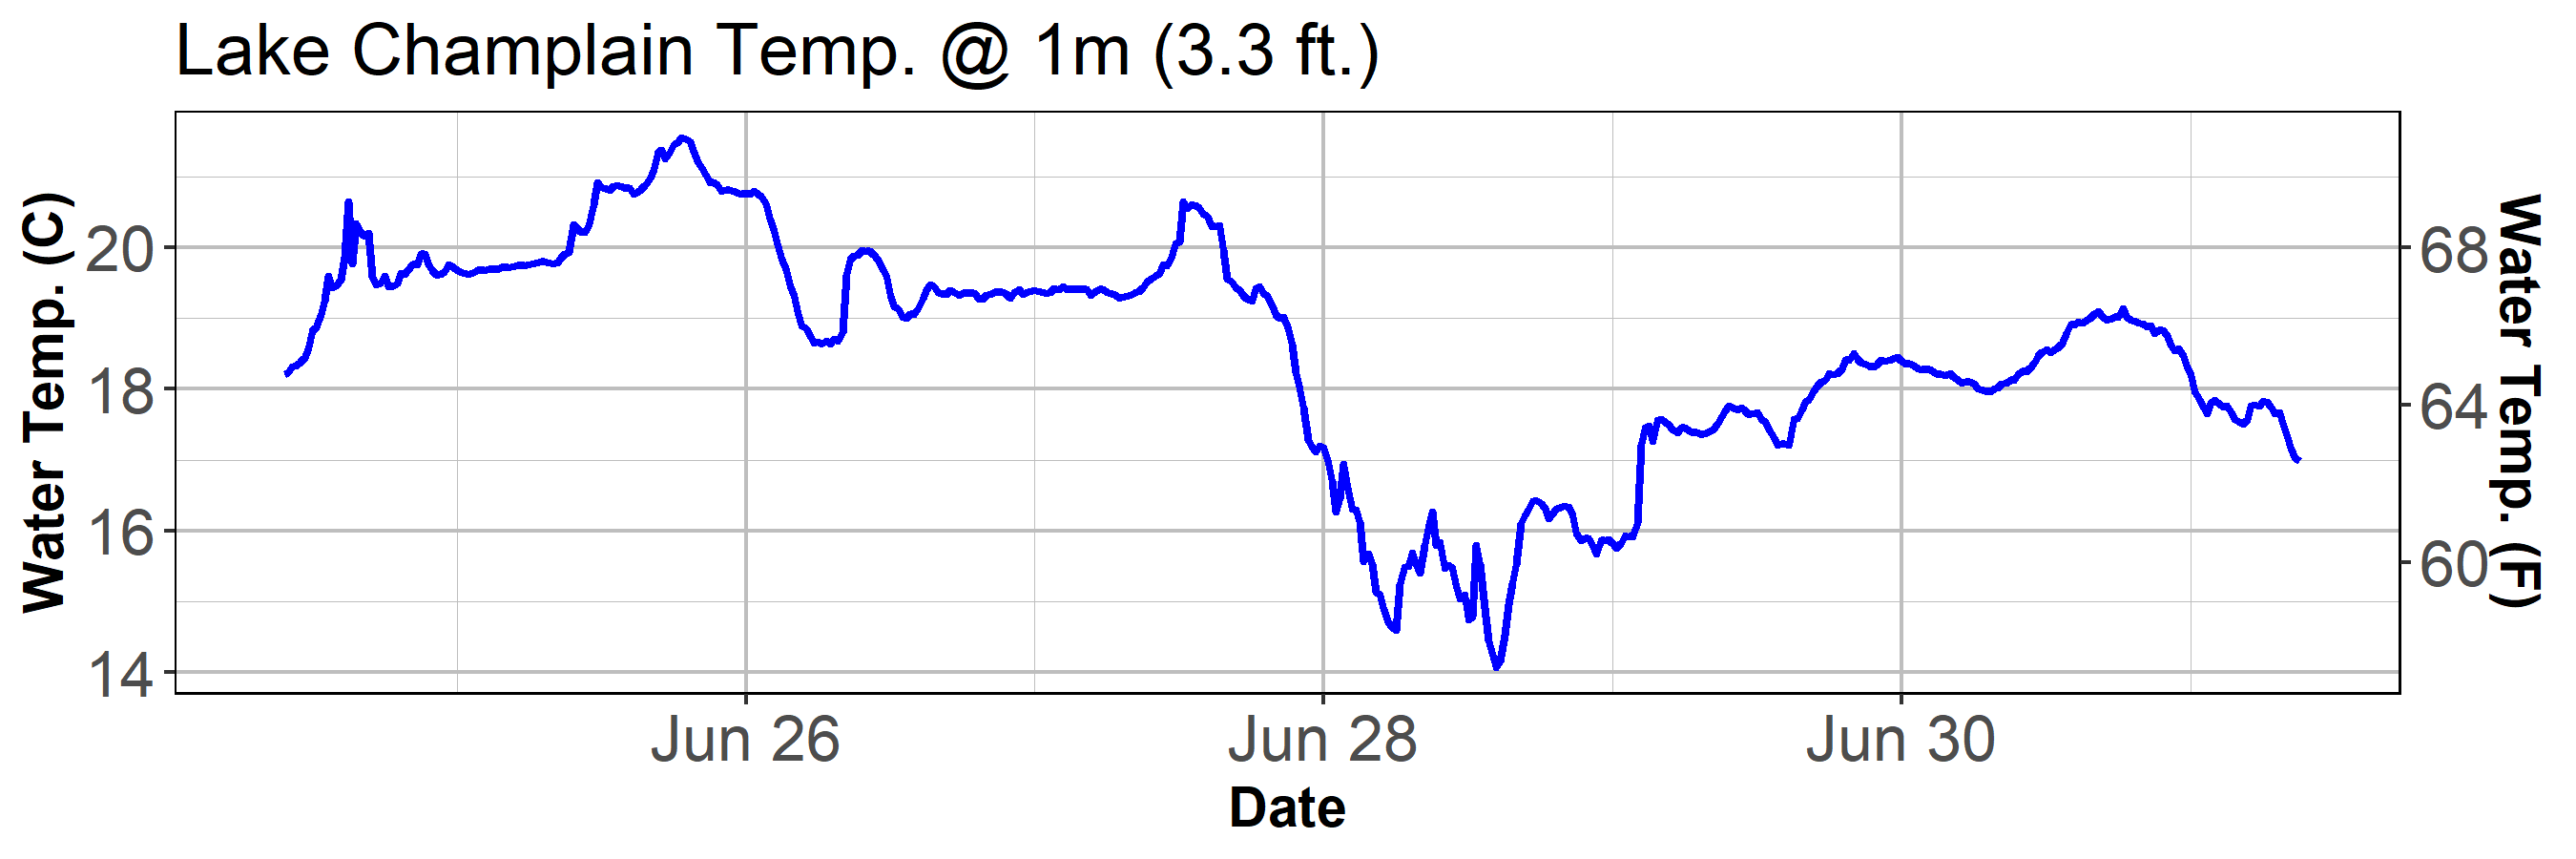 Lake Champlain Temp. @ 1m (3.3 ft.)
Water Temp. (C)
20
18
16
14
68
64
60
Water Temp. (F)
Jun 26
Jun 28
Jun 30
Date